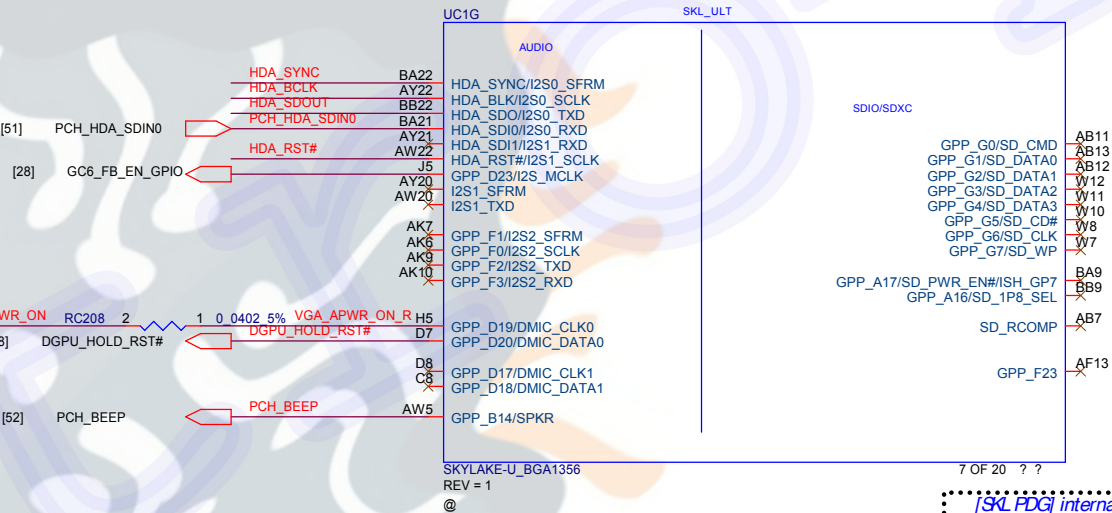 UC1G
SKL_ULT
AUDIO
SDIO/SDXC
HDA_SYNC BA22 HDA_SYNC/I2S0_SFRM
HDA_BCLK AY22 HDA_BLK/I2S0_SCLK
HDA_SDOUT BB22 HDA_SDO/I2S0_TXD
[51] PCH_HDA_SDIN0 PCH_HDA_SDIN0 BA21 HDA_SDI0/I2S0_RXD
AY21 HDA_SDI1/I2S1_RXD
HDA_RST# AW22 HDA_RST#/I2S1_SCLK
[28] GC6_FB_EN_GPIO J5 GPP_D23/I2S_MCLK
AY20 I2S1_SFRM
AW20 I2S1_TXD
AK7 GPP_F1/I2S2_SFRM
AK6 GPP_F0/I2S2_SCLK
AK9 GPP_F2/I2S2_TXD
AK10 GPP_F3/I2S2_RXD
WR_ON RC208 2 1 0_0402_5% VGA_APWR_ON_R H5 GPP_D19/DMIC_CLK0
8] DGPU_HOLD_RST# DGPU_HOLD_RST# D7 GPP_D20/DMIC_DATA0
D8 GPP_D17/DMIC_CLK1
C8 GPP_D18/DMIC_DATA1
[52] PCH_BEEP PCH_BEEP AW5 GPP_B14/SPKR
GPP_G0/SD_CMD AB11
GPP_G1/SD_DATA0 AB13
GPP_G2/SD_DATA1 AB12
GPP_G3/SD_DATA2 W12
GPP_G4/SD_DATA3 W11
GPP_G5/SD_CD# W10
GPP_G6/SD_CLK W8
GPP_G7/SD_WP W7
GPP_A17/SD_PWR_EN#/ISH_GP7 BA9
GPP_A16/SD_1P8_SEL BB9
SD_RCOMP AB7
GPP_F23 AF13
SKYLAKE-U_BGA1356 7 OF 20 ? ?
REV = 1
@
[SKL PDG] interna